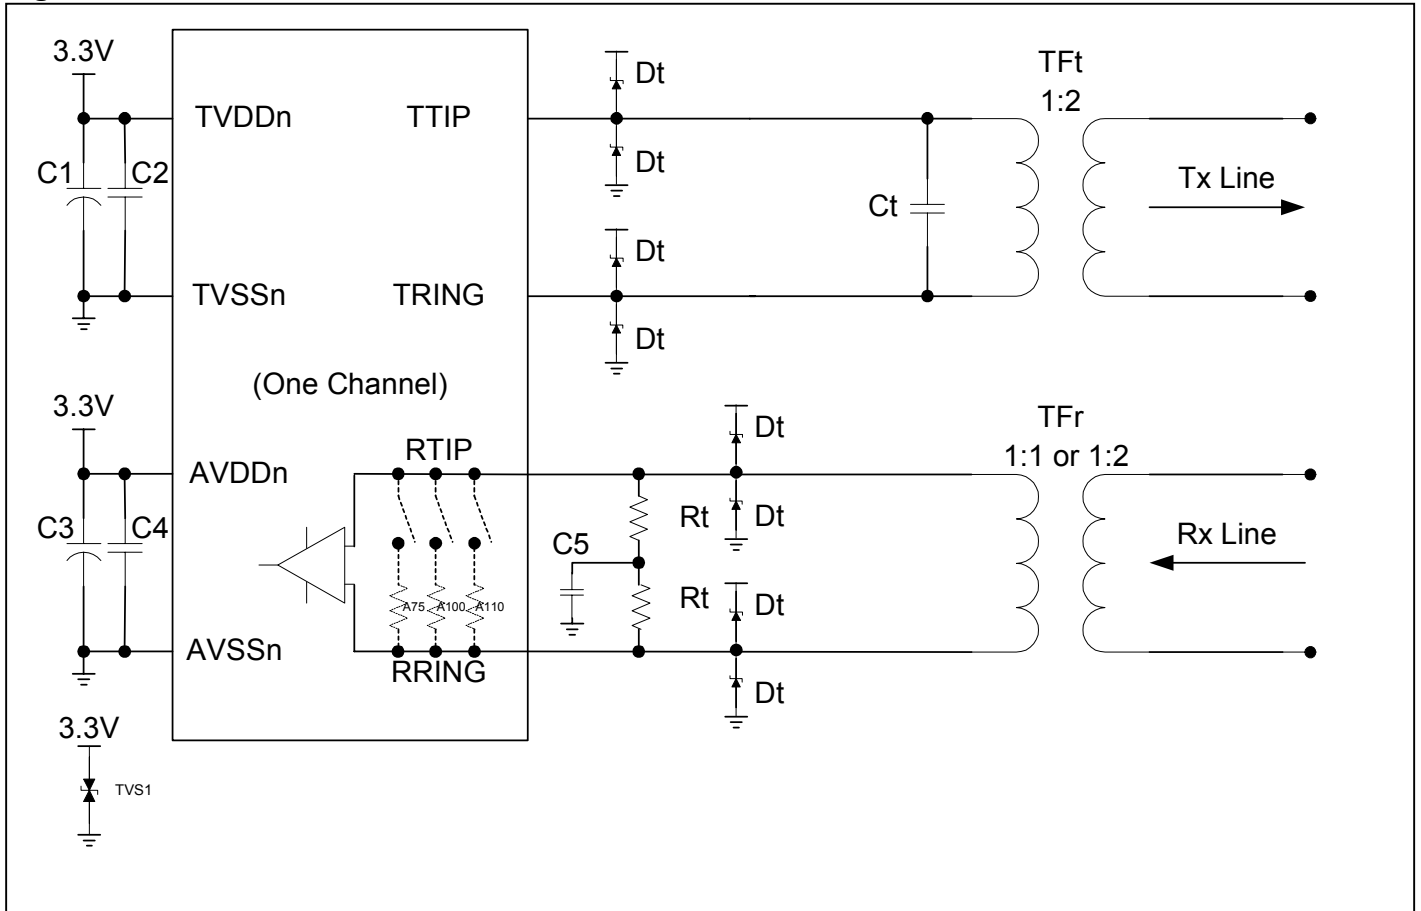 3.3V
TVDDn
TTIP
Dt
Dt
TFt
1:2
C1
C2
Ct
Tx Line
TVSSn
TRING
Dt
Dt
(One Channel)
3.3V
AVDDn
RTIP
Dt
Dt
TFr
1:1 or 1:2
C3
C4
A75
A100
A110
C5
Rt
Rt
Rx Line
AVSSn
RRING
Dt
Dt
3.3V
TVS1